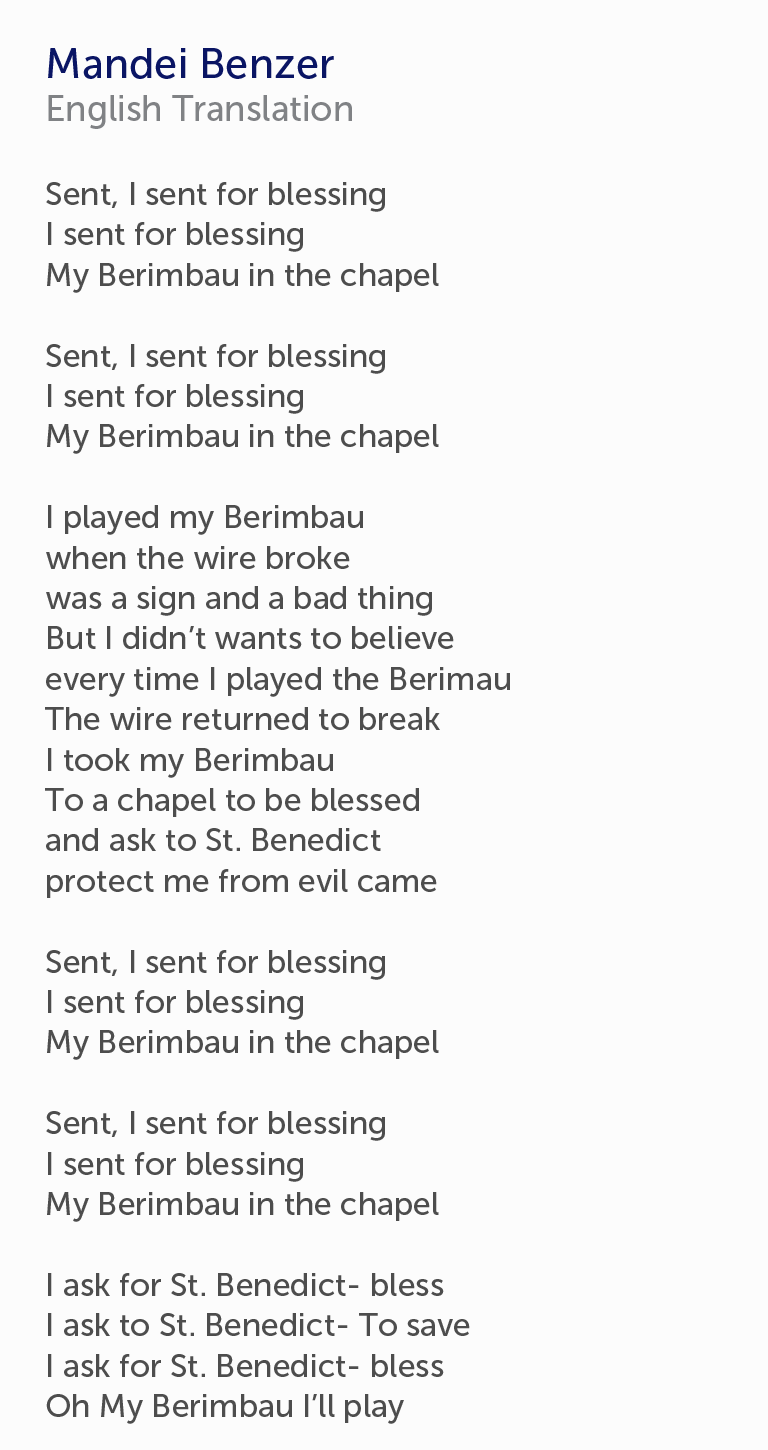 Mandei Benzer
English Translation
Sent, I sent for blessing
I sent for blessing
My Berimbau in the chapel
Sent, I sent for blessing
I sent for blessing
My Berimbau in the chapel
I played my Berimbau
when the wire broke
was a sign and a bad thing
But I didn’t wants to believe
every time I played the Berimau
The wire returned to break
I took my Berimbau
To a chapel to be blessed
and ask to St. Benedict
protect me from evil came
Sent, I sent for blessing
I sent for blessing
My Berimbau in the chapel
Sent, I sent for blessing
I sent for blessing
My Berimbau in the chapel
I ask for St. Benedict- bless
I ask to St. Benedict- To save
I ask for St. Benedict- bless
Oh My Berimbau I’ll play